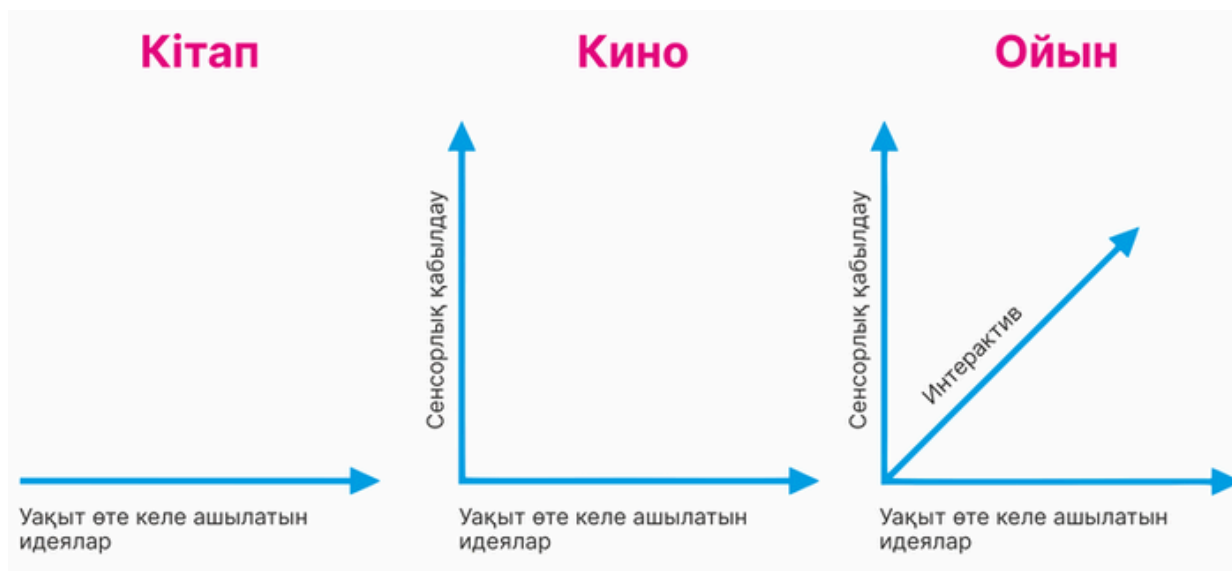 Кітап
Уақыт өте келе ашылатын
идеялар
Кино
Сенсорлық қабылдау
Уақыт өте келе ашылатын
идеялар
Ойын
Сенсорлық қабылдау
Интерактив
Уақыт өте келе ашылатын
идеялар